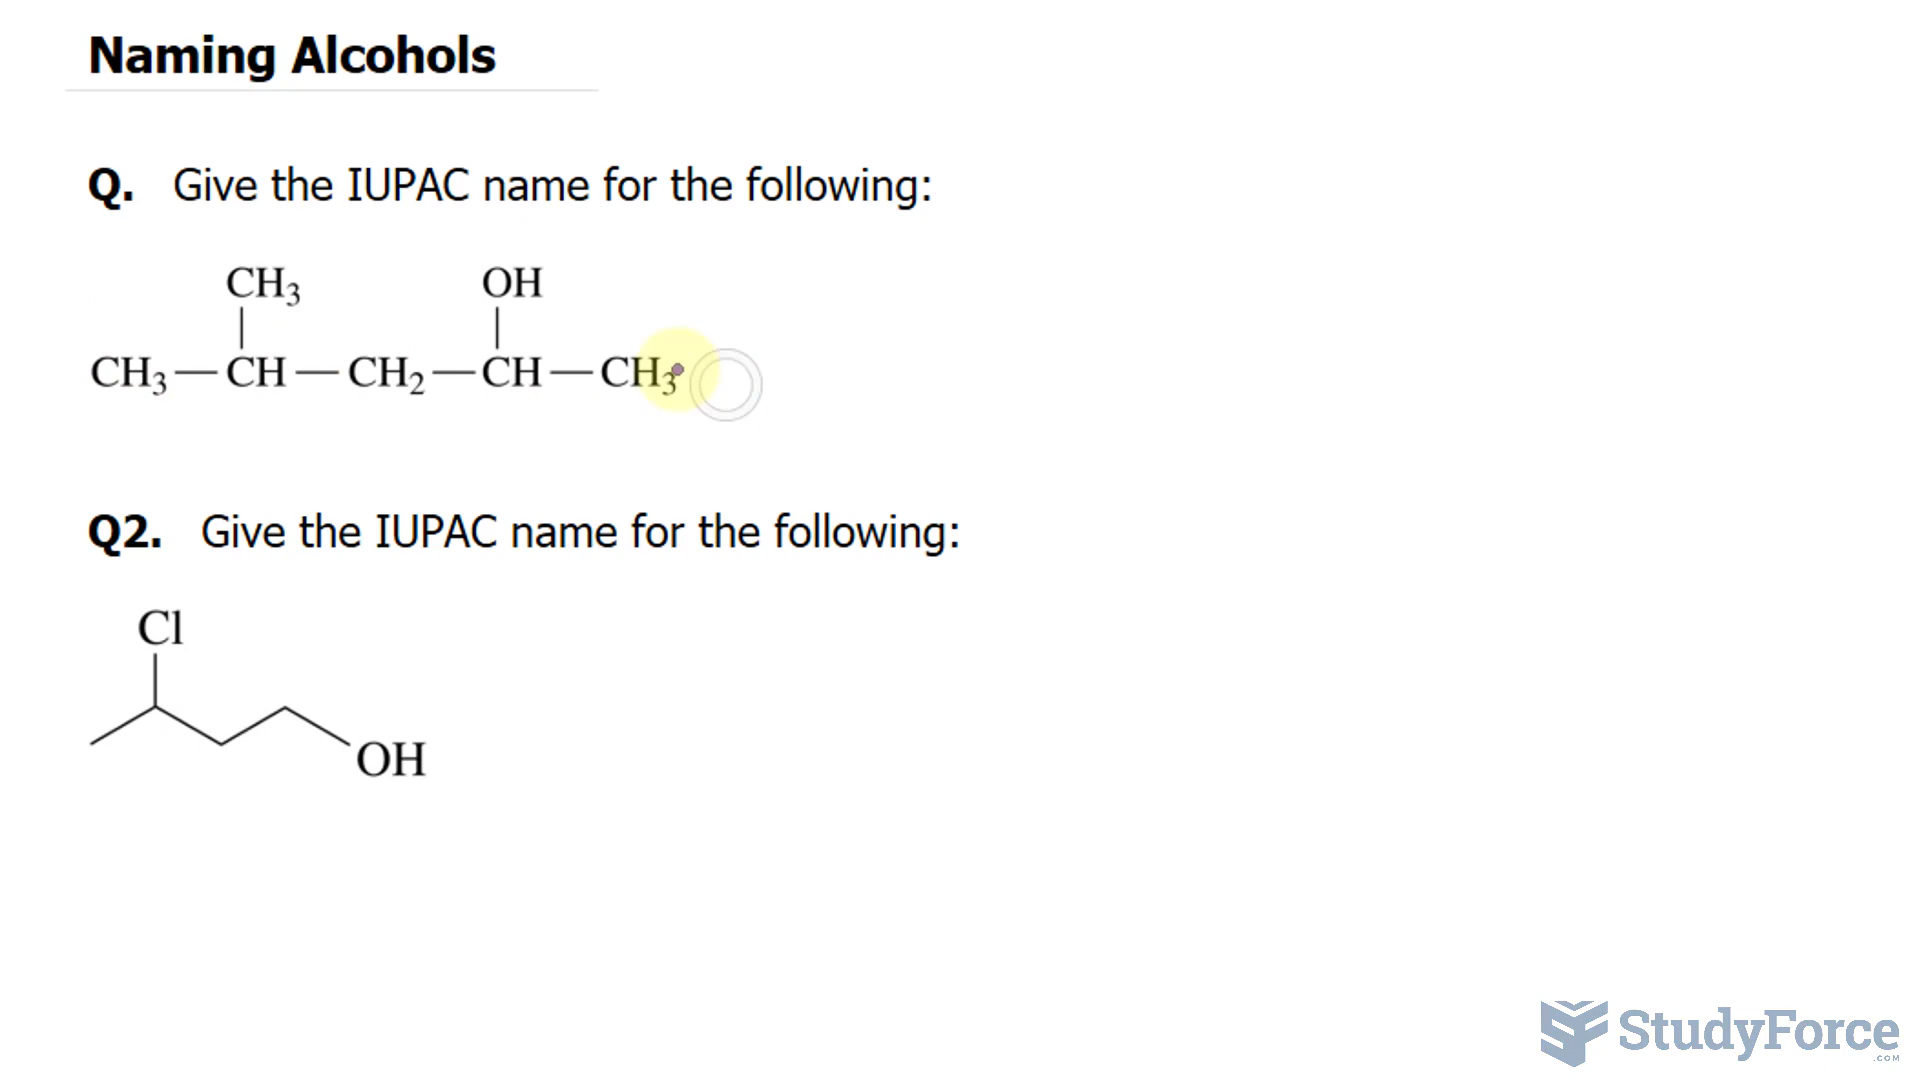 Naming Alcohols
Q. Give the IUPAC name for the following:
CH₃ OH
CH₃—CH—CH₂—CH—CH₃
Q2. Give the IUPAC name for the following:
Cl
OH
StudyForce
.COM